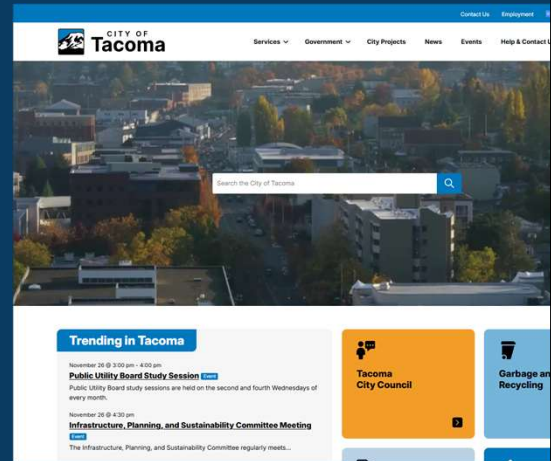 Contact Us Employment
CITY OF
Tacoma
Services Government City Projects News Events Help & Contact
Search the City of Tacoma
Trending in Tacoma
November 26 @ 3:00 pm - 4:00 pm
Public Utility Board Study Session Event
Public Utility Board study sessions are held on the second and fourth Wednesdays of
every month.
November 26 @ 4:30 pm
Infrastructure, Planning, and Sustainability Committee Meeting
Event
The Infrastructure, Planning, and Sustainability Committee regularly meets...
Tacoma
City Council
Garbage an
Recycling